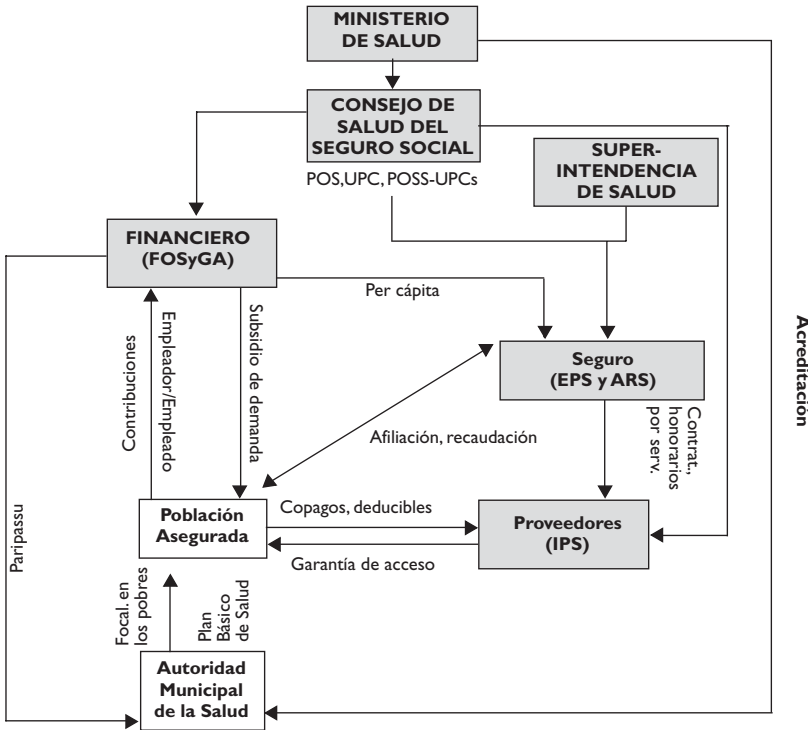 MINISTERIO
DE SALUD
CONSEJO DE
SALUD DEL
SEGURO SOCIAL
POS,UPC, POSS-UPCs
SUPER-
INTENDENCIA
DE SALUD
FINANCIERO
(FOSyGA)
Per cápita
Contribuciones
Empleador/Empleado
Subsidio de demanda
Seguro
(EPS y ARS)
Afiliación, recaudación
Contrat.,
honorarios
por serv.
Acreditación
Población
Asegurada
Copagos, deducibles
Garantía de acceso
Proveedores
(IPS)
Paripassu
Focal. en
los pobres
Plan
Básico
de Salud
Autoridad
Municipal
de la Salud